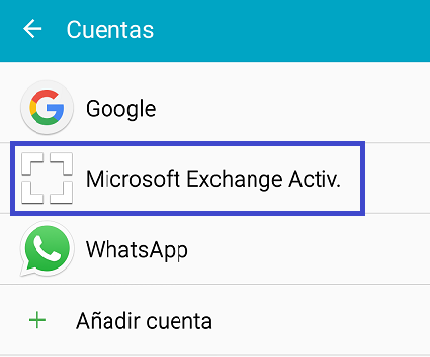 Cuentas
Google
Microsoft Exchange Activ.
WhatsApp
Añadir cuenta